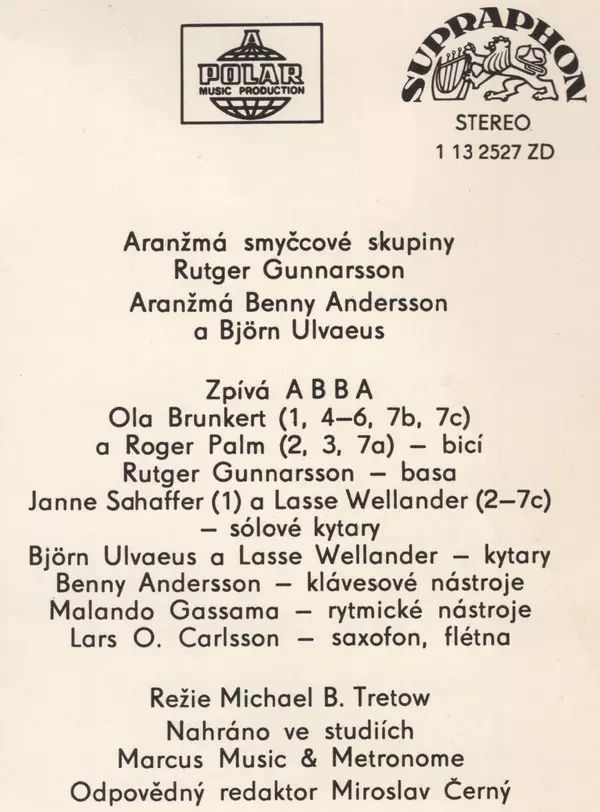 A
POLAR
MUSIC PRODUCTION
SUPRAPHON
STEREO
1 13 2527 ZD
Aranžmá smyčcové skupiny
Rutger Gunnarsson
Aranžmá Benny Andersson
a Björn Ulvaeus
Zpívá A B B A
Ola Brunkert (1, 4–6, 7b, 7c)
a Roger Palm (2, 3, 7a) – bicí
Rutger Gunnarsson – basa
Janne Sahaffer (1) a Lasse Wellander (2–7c)
– sólové kytary
Björn Ulvaeus a Lasse Wellander – kytary
Benny Andersson – klávesové nástroje
Malando Gassama – rytmické nástroje
Lars O. Carlsson – saxofon, flétna
Režie Michael B. Tretow
Nahráno ve studiích
Marcus Music & Metronome
Odpovědný redaktor Miroslav Černý